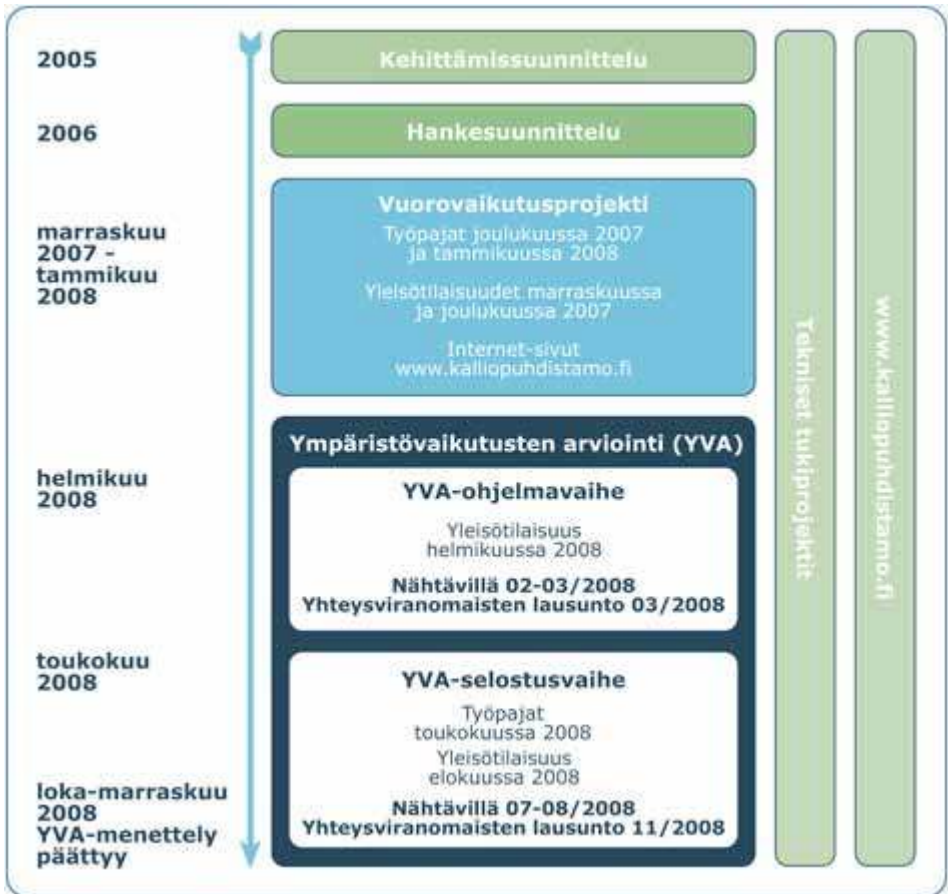 2005
Kehittämissuunnittelu
2006
Hankesuunnittelu
marraskuu
2007 -
tammikuu
2008
Vuorovaikutusprojekti
Työpajat joulukuussa 2007
ja tammikuussa 2008
Yleisötilaisuudet marraskuussa
ja joulukuussa 2007
Internet-sivut
www.kalliopuhdistamo.fi
Ympäristövaikutusten arviointi (YVA)
helmikuu
2008
YVA-ohjelmavaihe
Yleisötilaisuus
helmikuussa 2008
Nähtävillä 02-03/2008
Yhteysviranomaisten lausunto 03/2008
toukokuu
2008
YVA-selostusvaihe
Työpajat
toukokuussa 2008
Yleisötilaisuus
elokuussa 2008
Nähtävillä 07-08/2008
Yhteysviranomaisten lausunto 11/2008
loka-marraskuu
2008
YVA-menettely
päättyy
Tekniset tukiprojektit
www.kalliopuhdistamo.fi